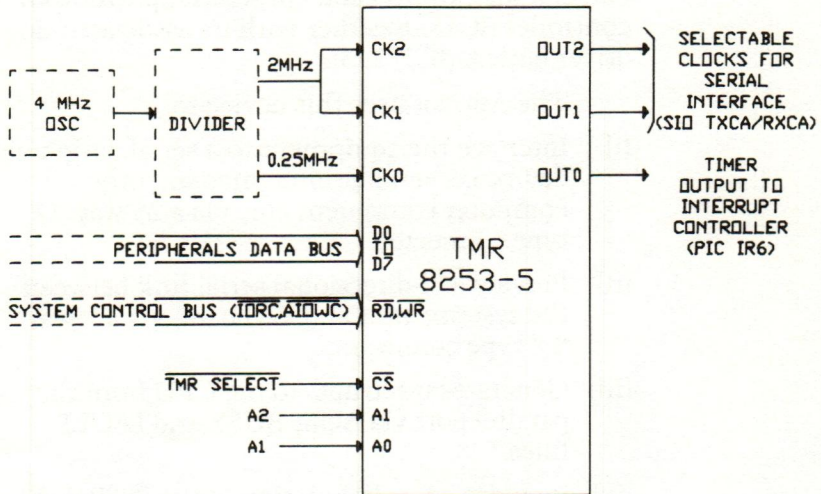 CK2
OUT2
SELECTABLE
CLOCKS FOR
SERIAL
INTERFACE
(SIO TXCA/RXCA)
4 MHz
OSC
DIVIDER
2MHz
CK1
OUT1
0.25MHz
CK0
OUT0
TIMER
OUTPUT TO
INTERRUPT
CONTROLLER
(PIC IR6)
PERIPHERALS DATA BUS
D0
TO
D7
TMR
8253-5
SYSTEM CONTROL BUS (IORC,AIOWC)
RD,WR
TMR SELECT
CS
A2
A1
A1
A0